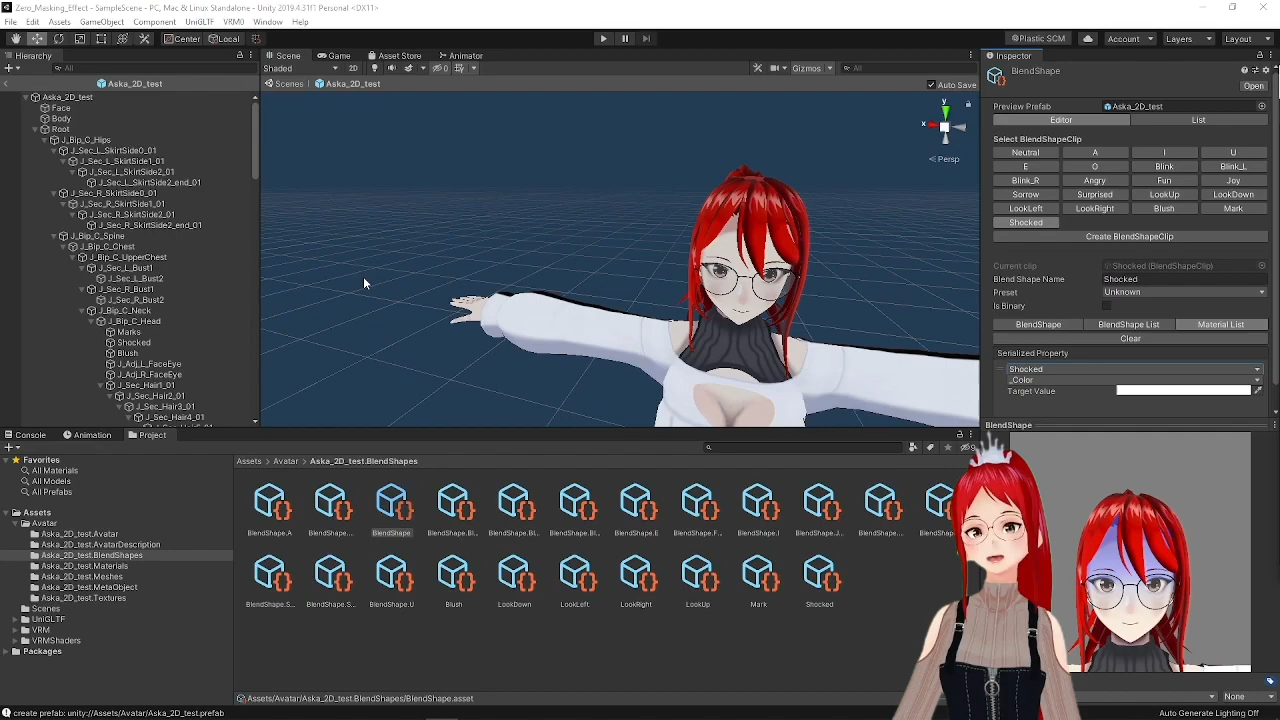 Zero_Masking_Effect - SampleScene - PC, Mac & Linux Standalone - Unity 2019.4.31f1 Personal <DX11>
File Edit Assets GameObject Component UniGLTF VRM0 Window Help
Center Local Plastic SCM Account Layers Layout
Hierarchy Scene Game Asset Store Animator Inspector
All Shaded 2D 0 Gizmos All
Aska_2D_test Scenes Aska_2D_test Auto Save
BlendShape
Open
Aska_2D_test
Face
Body
Root
J_Bip_C_Hips
J_Sec_L_SkirtSide0_01
J_Sec_L_SkirtSide1_01
J_Sec_L_SkirtSide2_01
J_Sec_L_SkirtSide2_end_01
J_Sec_R_SkirtSide0_01
J_Sec_R_SkirtSide1_01
J_Sec_R_SkirtSide2_01
J_Sec_R_SkirtSide2_end_01
J_Bip_C_Spine
J_Bip_C_Chest
J_Bip_C_UpperChest
J_Sec_L_Bust1
J_Sec_L_Bust2
J_Sec_R_Bust1
J_Sec_R_Bust2
J_Bip_C_Neck
J_Bip_C_Head
Marks
Shocked
Blush
J_Adj_L_FaceEye
J_Adj_R_FaceEye
J_Sec_Hair1_01
J_Sec_Hair2_01
J_Sec_Hair3_01
J_Sec_Hair4_01
y
x
Persp
Preview Prefab Aska_2D_test
Editor List
Select BlendShapeClip
Neutral A I U
E O Blink Blink_L
Blink_R Angry Fun Joy
Sorrow Surprised LookUp LookDown
LookLeft LookRight Blush Mark
Shocked
Create BlendShapeClip
Current clip Shocked (BlendShapeClip)
Blend Shape Name Shocked
Preset Unknown
Is Binary
BlendShape BlendShape List Material List
Clear
Serialized Property
Shocked
_Color
Target Value
BlendShape
Console Animation Project
Favorites
All Materials
All Models
All Prefabs
Assets
Avatar
Aska_2D_test.Avatar
Aska_2D_test.AvatarDescription
Aska_2D_test.BlendShapes
Aska_2D_test.Materials
Aska_2D_test.Meshes
Aska_2D_test.MetaObject
Aska_2D_test.Textures
Scenes
UniGLTF
VRM
VRMShaders
Packages
Assets Avatar Aska_2D_test.BlendShapes
BlendShape.A BlendShape... BlendShape BlendShape.Bl... BlendShape.Bl... BlendShape.Bl... BlendShape.E BlendShape.F... BlendShape.I BlendShape.J... BlendShape...
BlendShape.S... BlendShape.S... BlendShape.U Blush LookDown LookLeft LookRight LookUp Mark Shocked
Assets/Avatar/Aska_2D_test.BlendShapes/BlendShape.asset
None
create prefab: unity://Assets/Avatar/Aska_2D_test.prefab Auto Generate Lighting Off